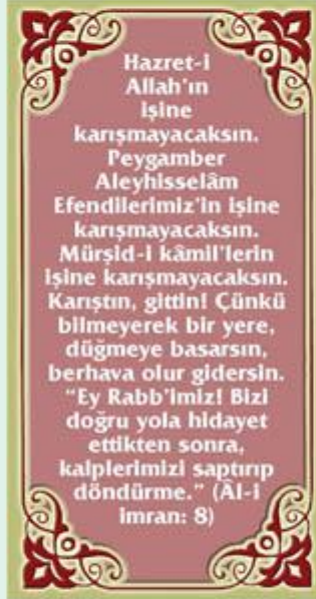 Hazret-i
Allah'ın
işine
karışmayacaksın.
Peygamber
Aleyhisselâm
Efendilerimiz'in işine
karışmayacaksın.
Mürşid-i kâmil'lerin
işine karışmayacaksın.
Karıştın, gittin! Çünkü
bilmeyerek bir yere,
düğmeye basarsın,
berhava olur gidersin.
"Ey Rabb'imiz! Bizi
doğru yola hidayet
ettikten sonra,
kalplerimizi saptırıp
döndürme." (Âl-i
imran: 8)